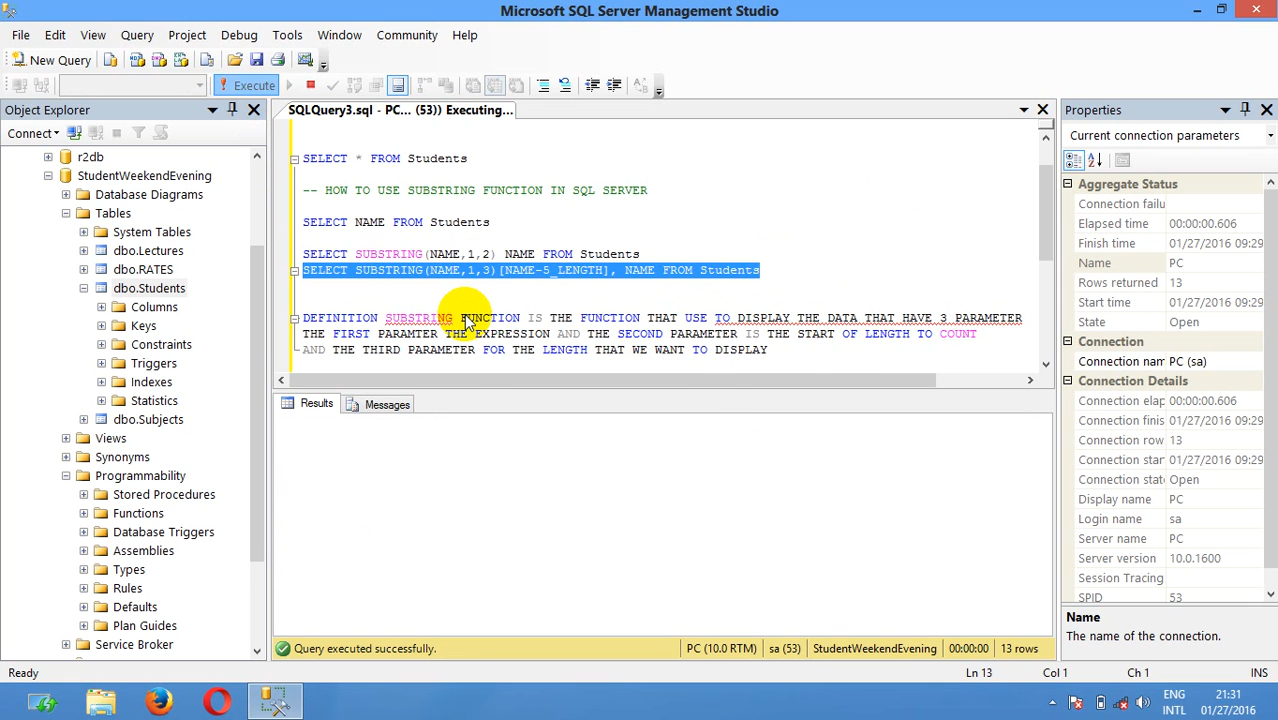 Microsoft SQL Server Management Studio
File Edit View Query Project Debug Tools Window Community Help
New Query
Execute
Object Explorer
Connect
r2db
StudentWeekendEvening
Database Diagrams
Tables
System Tables
dbo.Lectures
dbo.RATES
dbo.Students
Columns
Keys
Constraints
Triggers
Indexes
Statistics
dbo.Subjects
Views
Synonyms
Programmability
Stored Procedures
Functions
Database Triggers
Assemblies
Types
Rules
Defaults
Plan Guides
Service Broker
SQLQuery3.sql - PC... (53)) Executing...
SELECT * FROM Students
-- HOW TO USE SUBSTRING FUNCTION IN SQL SERVER
SELECT NAME FROM Students
SELECT SUBSTRING(NAME,1,2) NAME FROM Students
SELECT SUBSTRING(NAME,1,3)[NAME-5_LENGTH], NAME FROM Students
DEFINITION SUBSTRING FUNCTION IS THE FUNCTION THAT USE TO DISPLAY THE DATA THAT HAVE 3 PARAMETER
THE FIRST PARAMTER THE EXPRESSION AND THE SECOND PARAMETER IS THE START OF LENGTH TO COUNT
AND THE THIRD PARAMETER FOR THE LENGTH THAT WE WANT TO DISPLAY
Results Messages
Query executed successfully. PC (10.0 RTM) sa (53) StudentWeekendEvening 00:00:00 13 rows
Properties
Current connection parameters
Aggregate Status
Connection failu
Elapsed time 00:00:00.606
Finish time 01/27/2016 09:29
Name PC
Rows returned 13
Start time 01/27/2016 09:29
State Open
Connection
Connection nam PC (sa)
Connection Details
Connection elap 00:00:00.606
Connection finis 01/27/2016 09:29
Connection row 13
Connection star 01/27/2016 09:29
Connection stat Open
Display name PC
Login name sa
Server name PC
Server version 10.0.1600
Session Tracing
SPID 53
Name
The name of the connection.
Ready Ln 13 Col 1 Ch 1 INS
ENG
INTL
21:31
01/27/2016